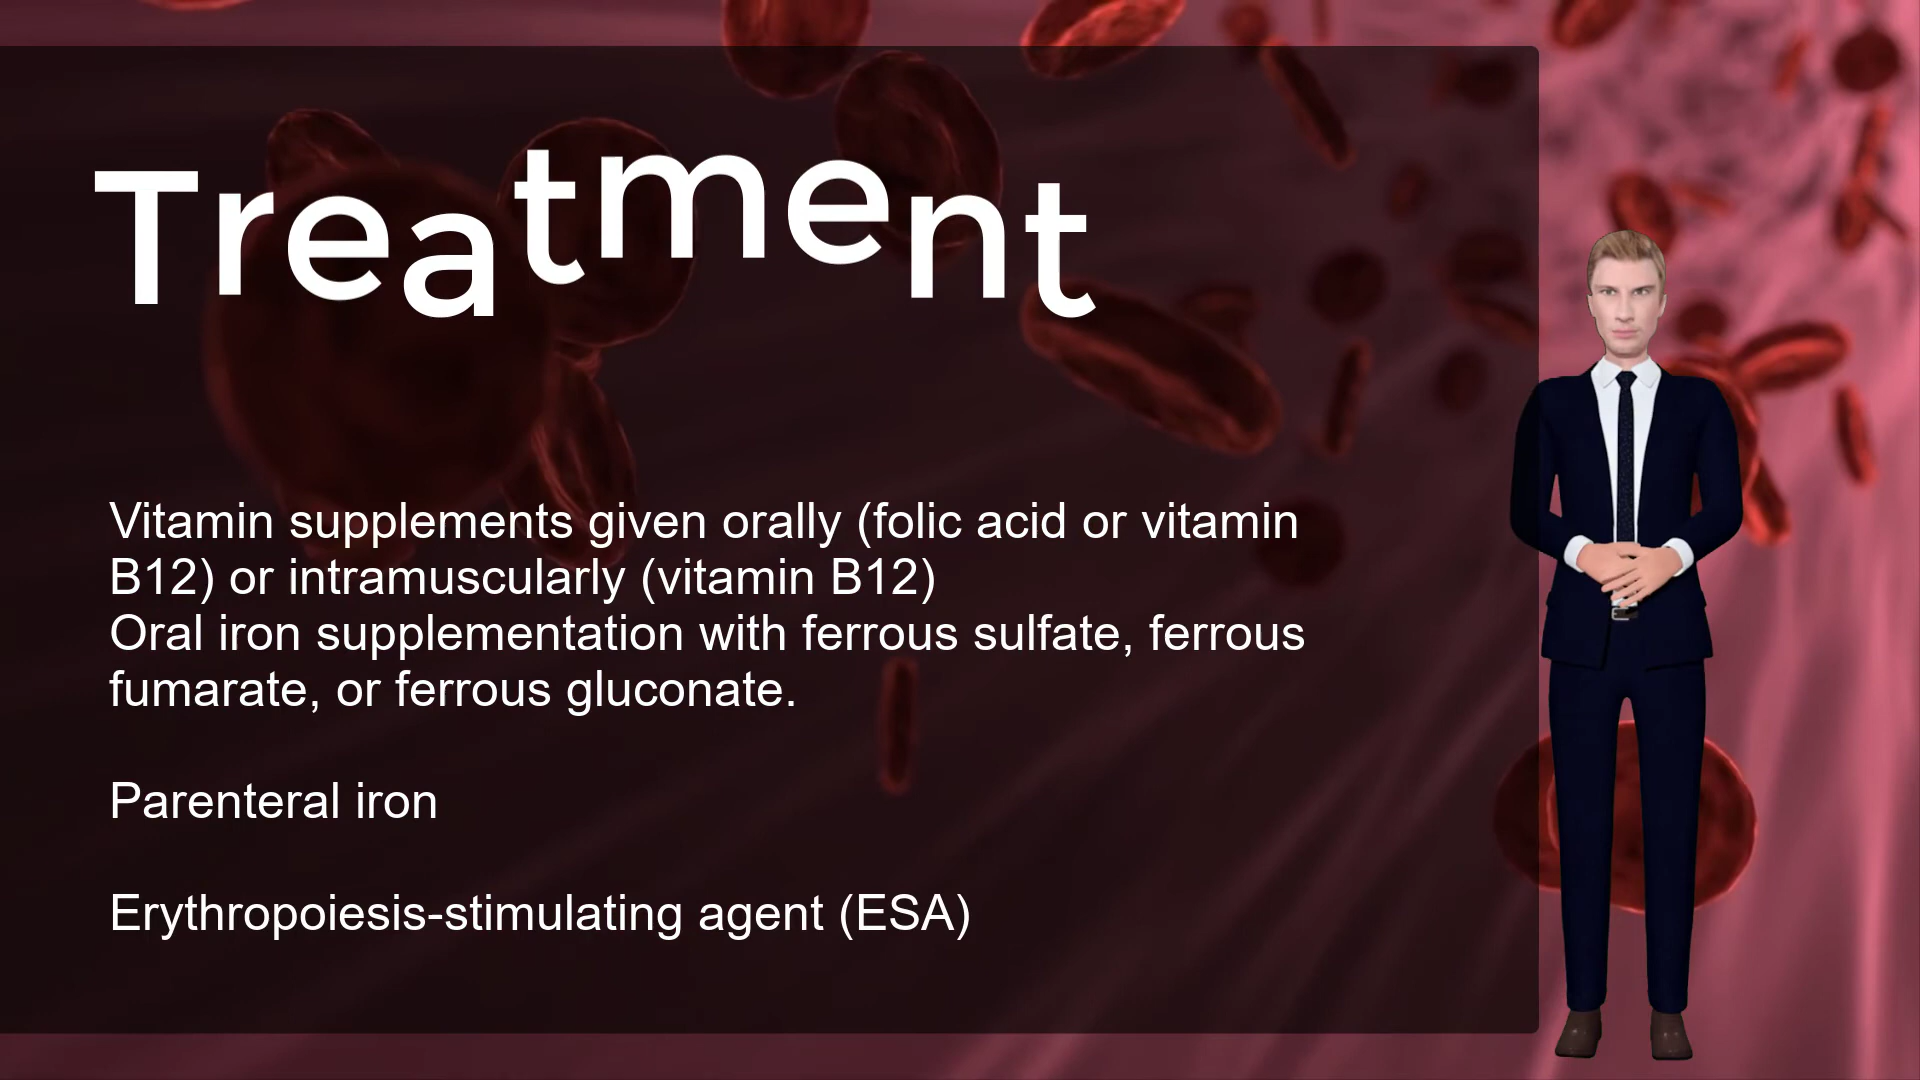 Treatment
Vitamin supplements given orally (folic acid or vitamin
B12) or intramuscularly (vitamin B12)
Oral iron supplementation with ferrous sulfate, ferrous
fumarate, or ferrous gluconate.
Parenteral iron
Erythropoiesis-stimulating agent (ESA)